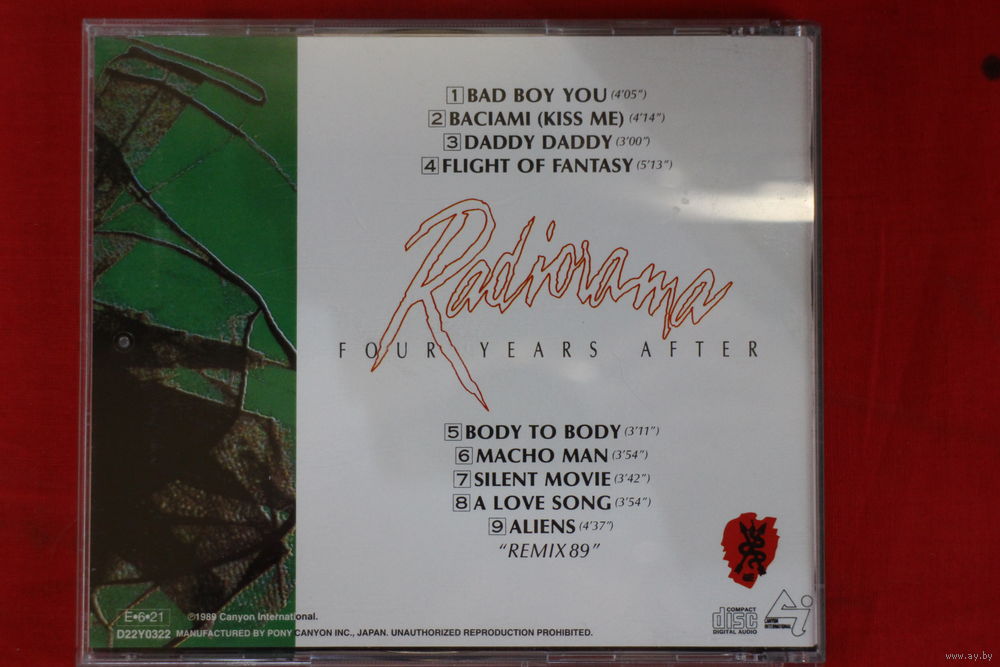 1 BAD BOY YOU (4'05")
2 BACIAMI (KISS ME) (4'14")
3 DADDY DADDY (3'00")
4 FLIGHT OF FANTASY (5'13")
Radiorama
FOUR YEARS AFTER
5 BODY TO BODY (3'11")
6 MACHO MAN (3'54")
7 SILENT MOVIE (3'42")
8 A LOVE SONG (3'54")
9 ALIENS (4'37")
"REMIX 89"
E•6•21 ℗1989 Canyon International.
D22Y0322 MANUFACTURED BY PONY CANYON INC., JAPAN. UNAUTHORIZED REPRODUCTION PROHIBITED.
COMPACT
disc
DIGITAL AUDIO
CANYON
INTERNATIONAL
www.ay.by